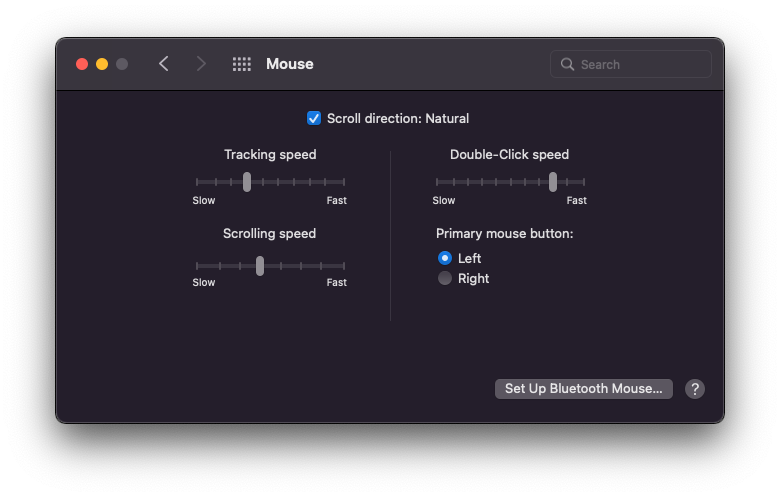 Mouse
Search
Scroll direction: Natural
Tracking speed
Slow
Fast
Scrolling speed
Slow
Fast
Double-Click speed
Slow
Fast
Primary mouse button:
Left
Right
Set Up Bluetooth Mouse...
?